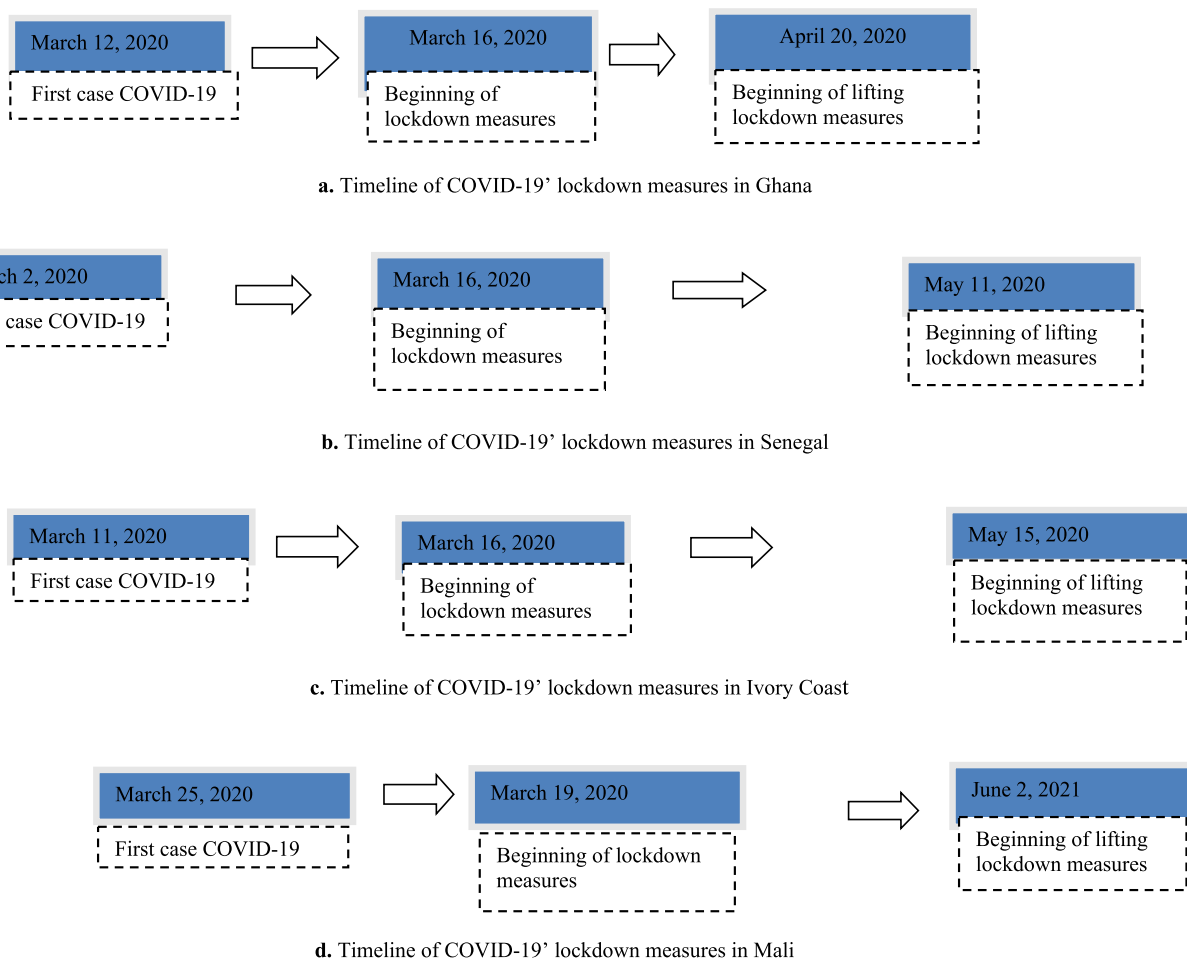 March 12, 2020
First case COVID-19
March 16, 2020
Beginning of
lockdown measures
April 20, 2020
Beginning of lifting
lockdown measures
a. Timeline of COVID-19’ lockdown measures in Ghana
ch 2, 2020
case COVID-19
March 16, 2020
Beginning of
lockdown measures
May 11, 2020
Beginning of lifting
lockdown measures
b. Timeline of COVID-19’ lockdown measures in Senegal
March 11, 2020
First case COVID-19
March 16, 2020
Beginning of
lockdown measures
May 15, 2020
Beginning of lifting
lockdown measures
c. Timeline of COVID-19’ lockdown measures in Ivory Coast
March 25, 2020
First case COVID-19
March 19, 2020
Beginning of lockdown
measures
June 2, 2021
Beginning of lifting
lockdown measures
d. Timeline of COVID-19’ lockdown measures in Mali